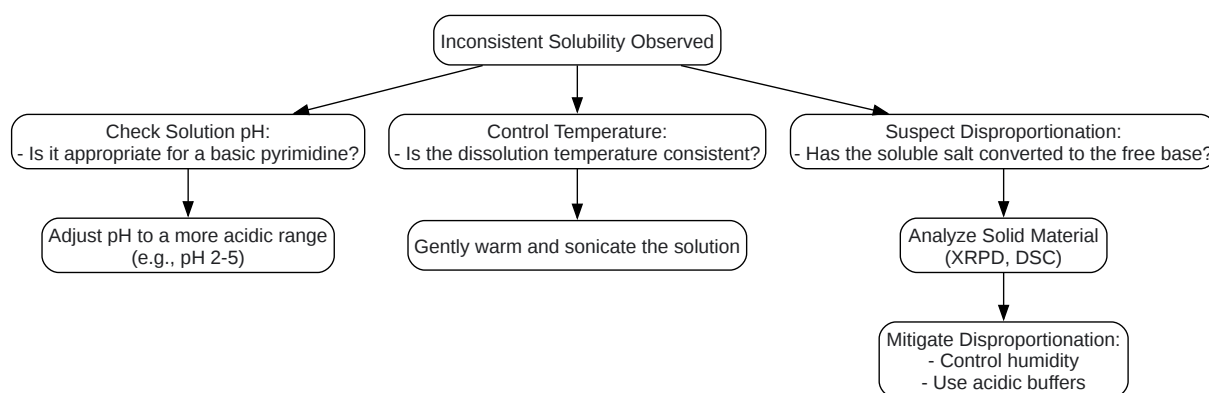 Inconsistent Solubility Observed
Check Solution pH:
- Is it appropriate for a basic pyrimidine?
Control Temperature:
- Is the dissolution temperature consistent?
Suspect Disproportionation:
- Has the soluble salt converted to the free base?
Adjust pH to a more acidic range
(e.g., pH 2-5)
Gently warm and sonicate the solution
Analyze Solid Material
(XRPD, DSC)
Mitigate Disproportionation:
- Control humidity
- Use acidic buffers